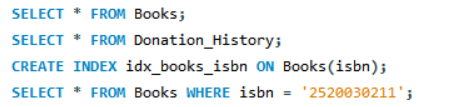 SELECT * FROM Books;
SELECT * FROM Donation_History;
CREATE INDEX idx_books_isbn ON Books(isbn);
SELECT * FROM Books WHERE isbn = '2520030211';